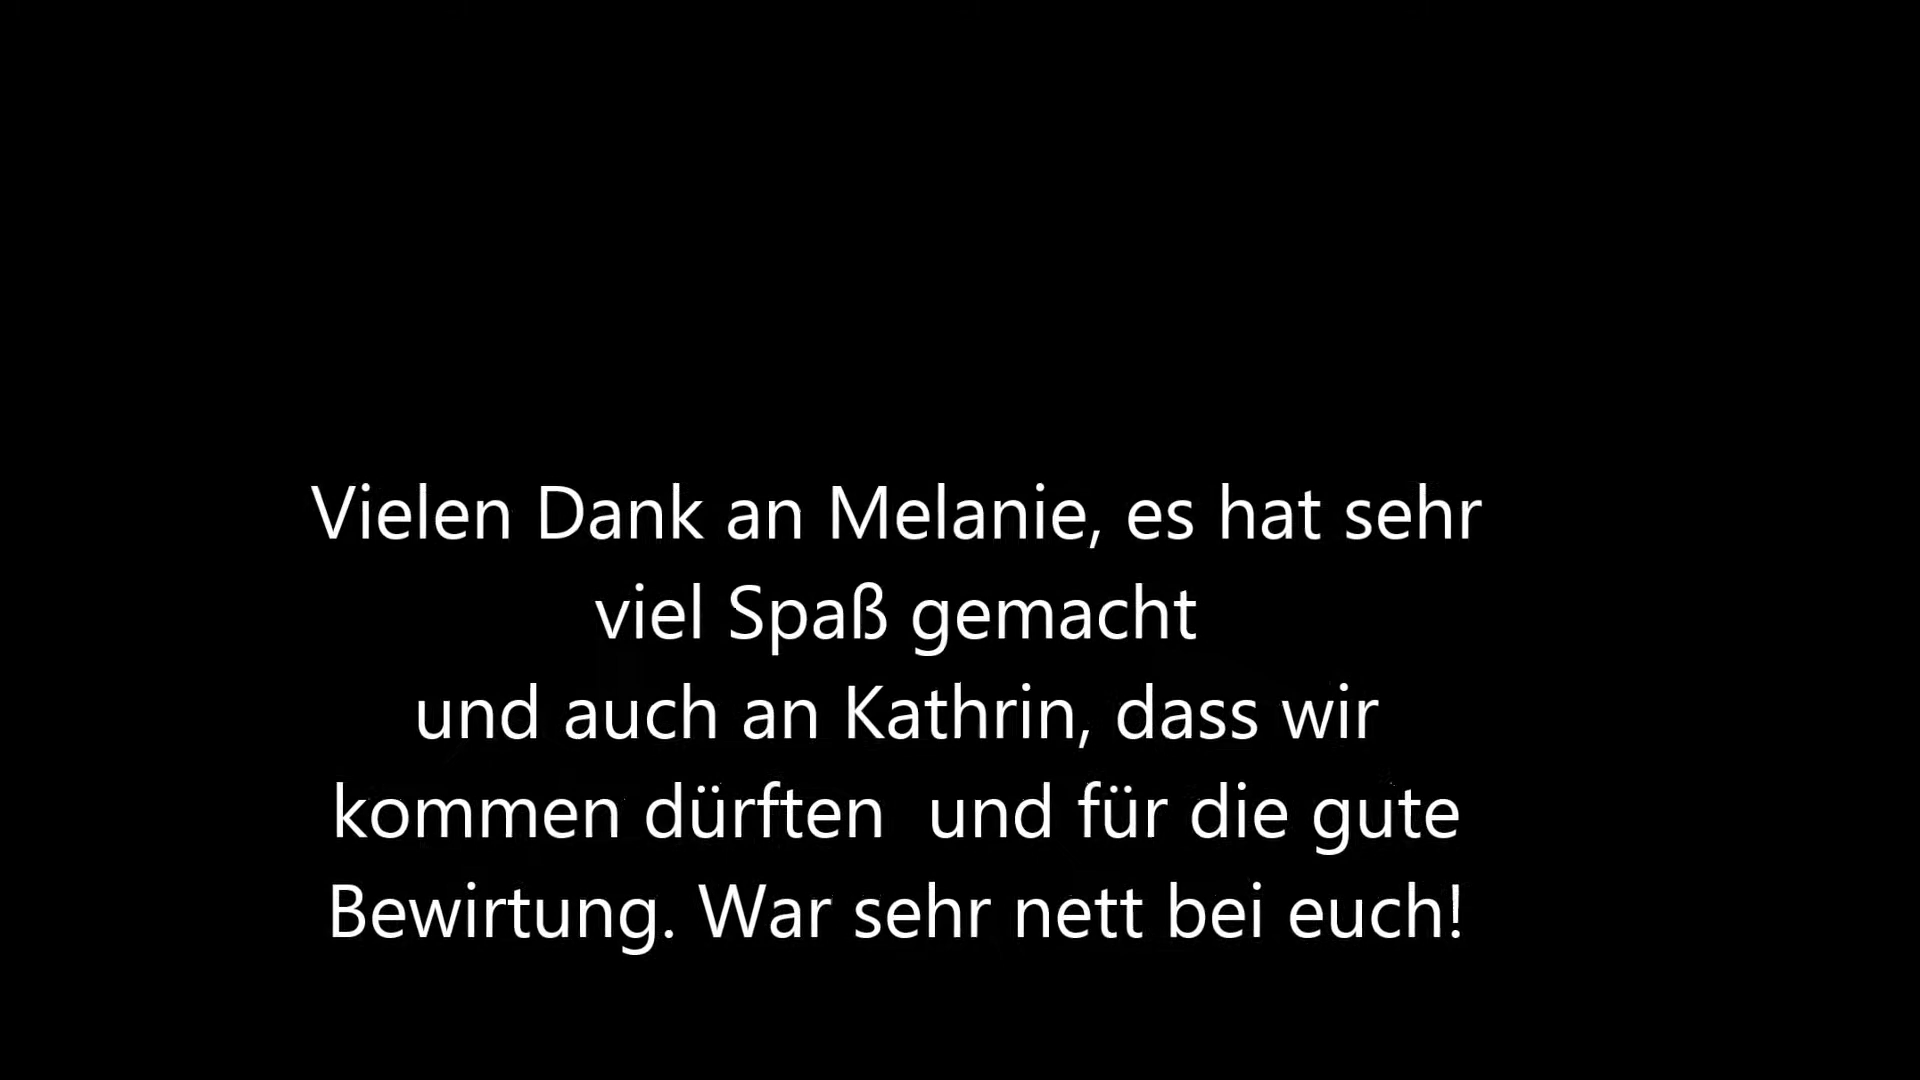 Vielen Dank an Melanie, es hat sehr
viel Spaß gemacht
und auch an Kathrin, dass wir
kommen dürften  und für die gute
Bewirtung. War sehr nett bei euch!